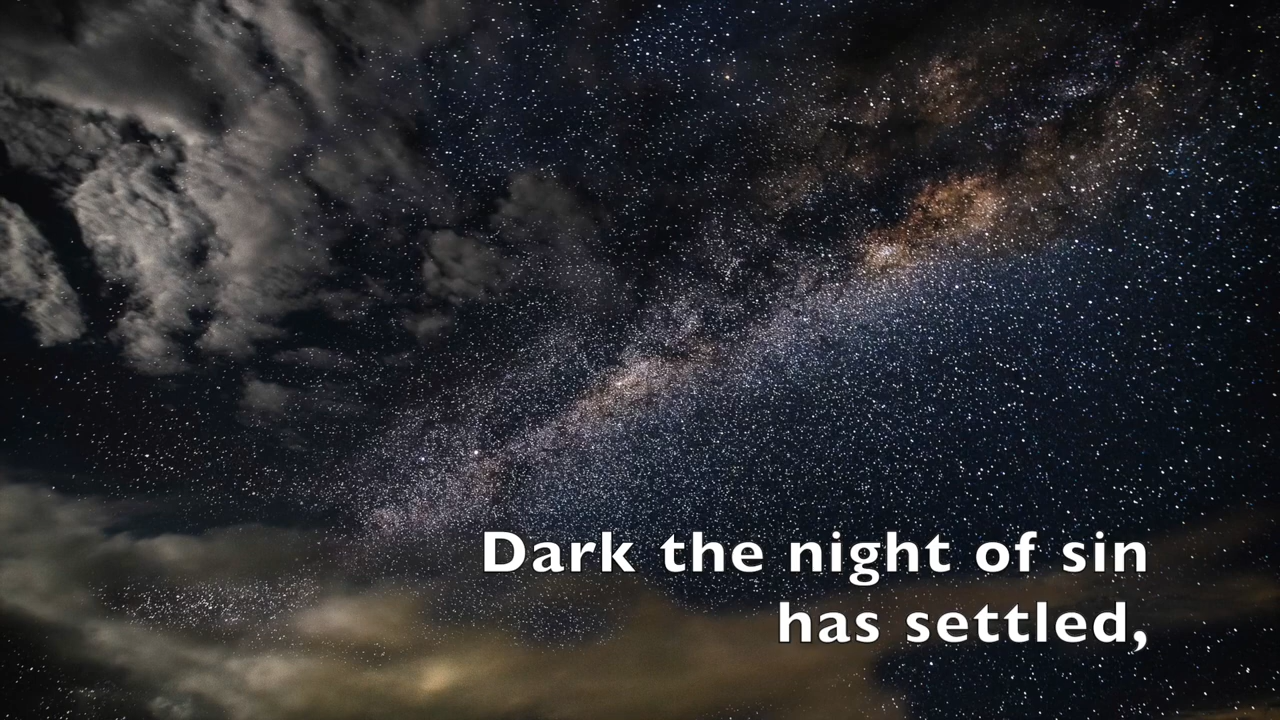 Dark the night of sin
has settled,